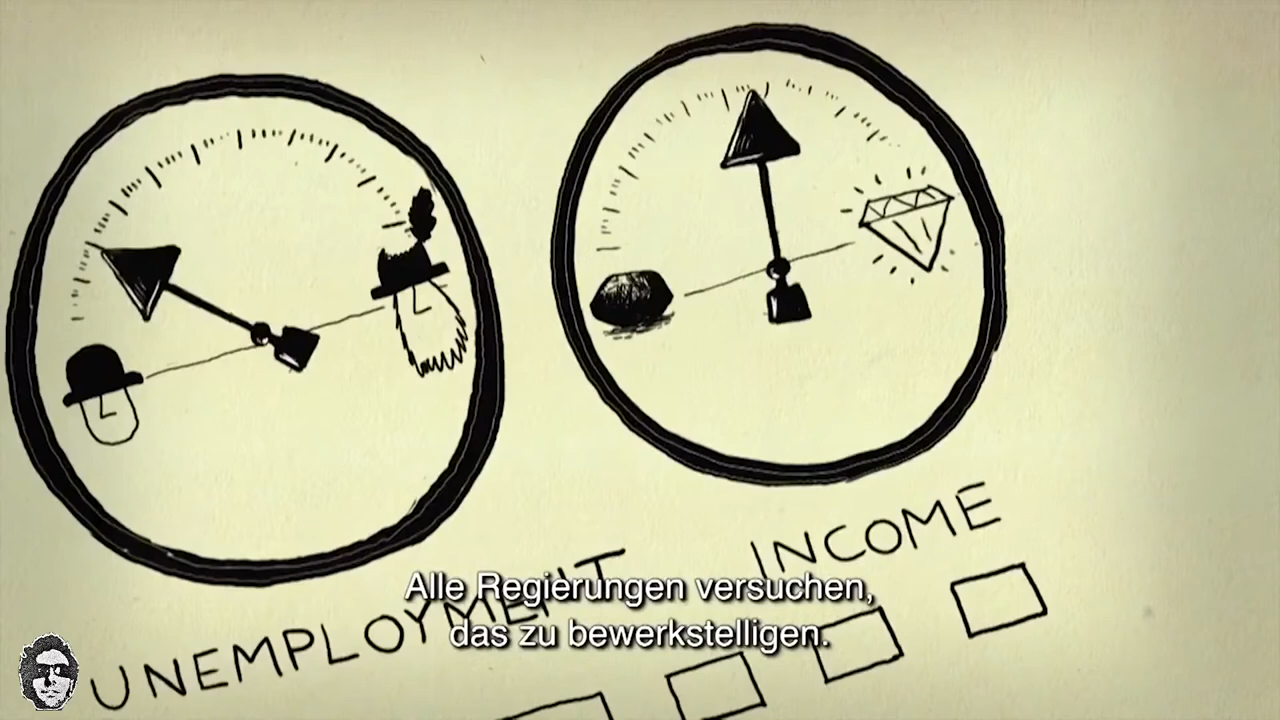 INCOME
UNEMPLOYMENT
Alle Regierungen versuchen,
das zu bewerkstelligen.